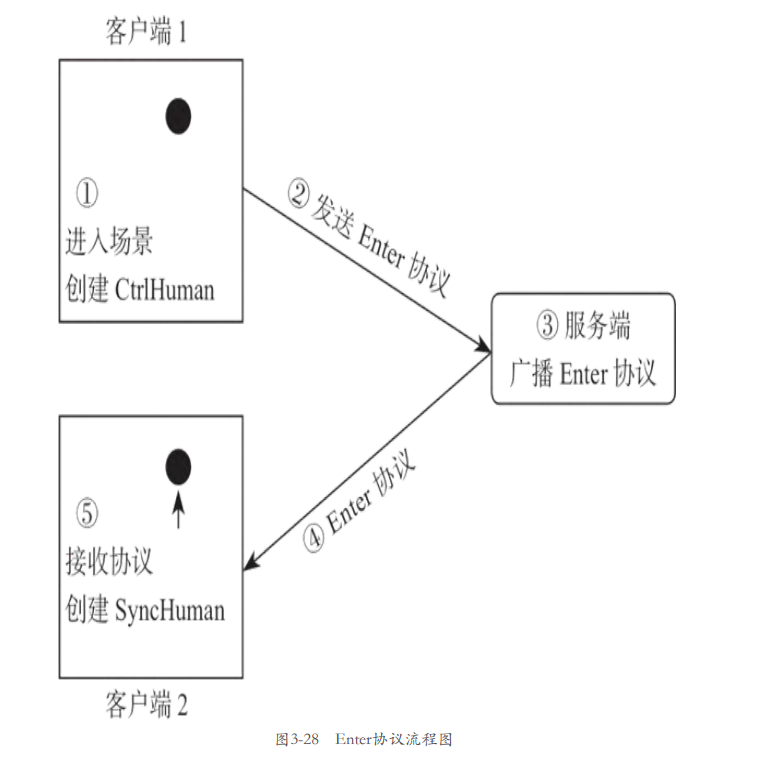 客户端 1
①
进入场景
创建 CtrlHuman
② 发送 Enter 协议
③ 服务端
广播 Enter 协议
④ Enter 协议
⑤
接收协议
创建 SyncHuman
客户端 2
图3-28 Enter协议流程图